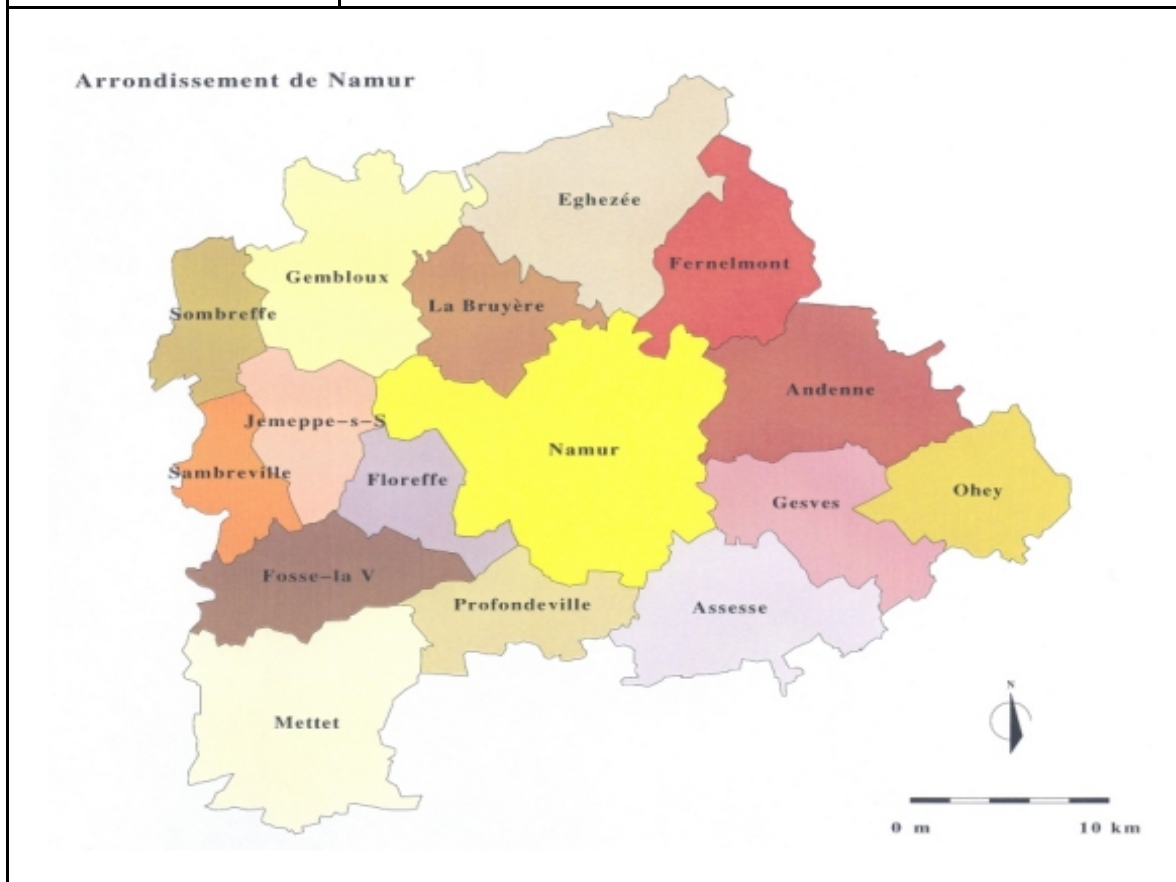 Arrondissement de Namur
Eghezée
Fernelmont
Gembloux
La Bruyère
Sombreffe
Andenne
Jemeppe-s-S
Namur
Sambreville
Floreffe
Ohey
Gesves
Fosse-la V
Profondeville
Assesse
N
Mettet
0 m 10 km